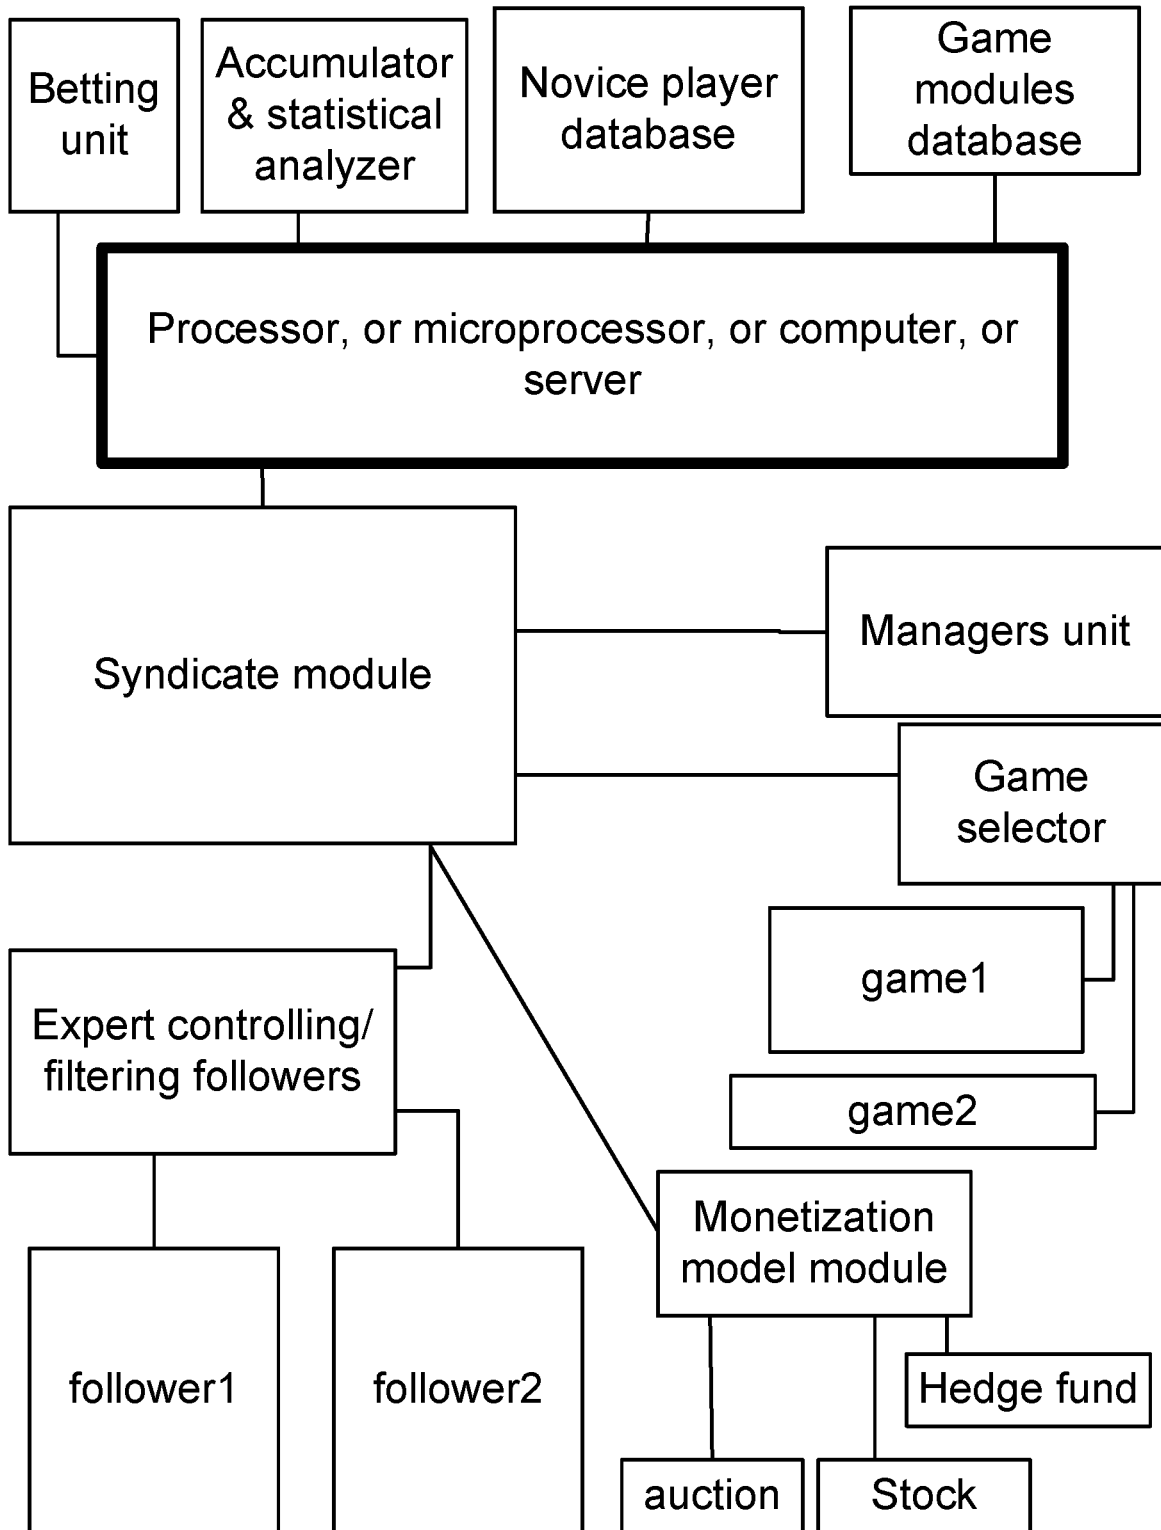 Betting
unit
Accumulator
& statistical
analyzer
Novice player
database
Game
modules
database
Processor, or microprocessor, or computer, or
server
Syndicate module
Managers unit
Game
selector
game1
game2
Expert controlling/
filtering followers
Monetization
model module
follower1
follower2
Hedge fund
auction
Stock